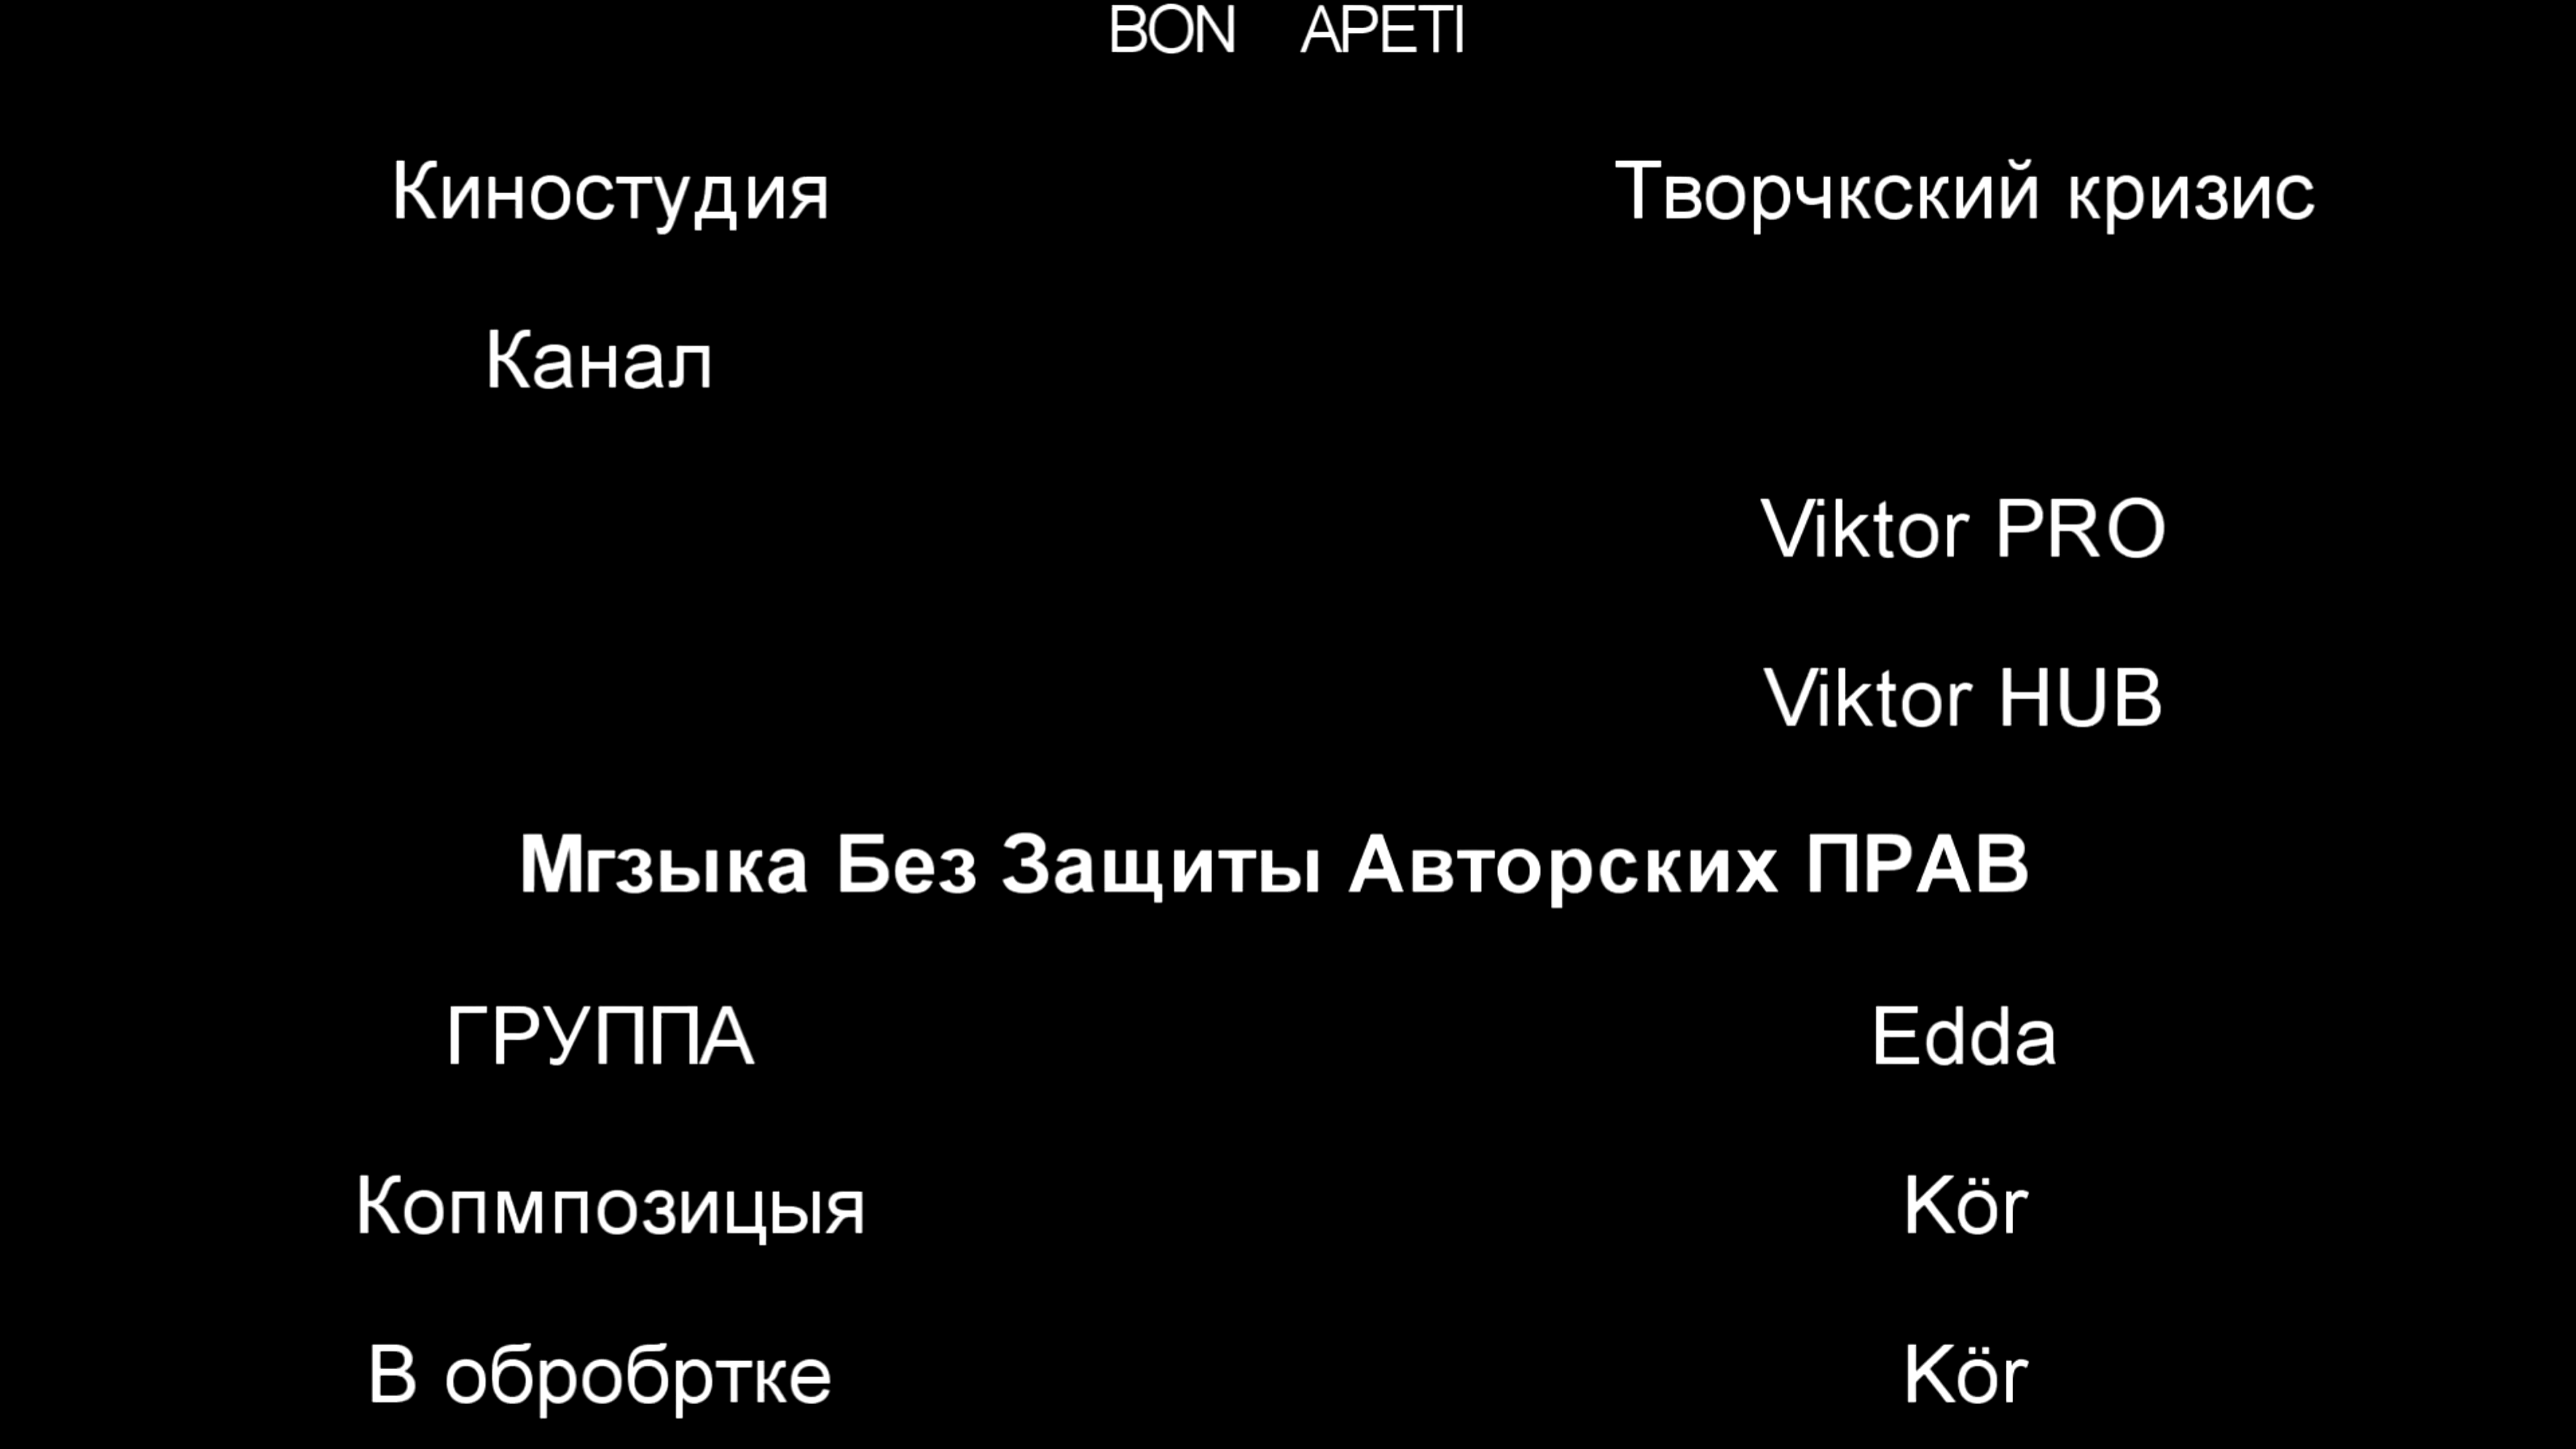 BON APETI
Киностудия Творчкский кризис
Канал
Viktor PRO
Viktor HUB
Мгзыка Без Защиты Авторских ПРАВ
ГРУППА Edda
Копмпозицыя Kör
В обробртке Kör